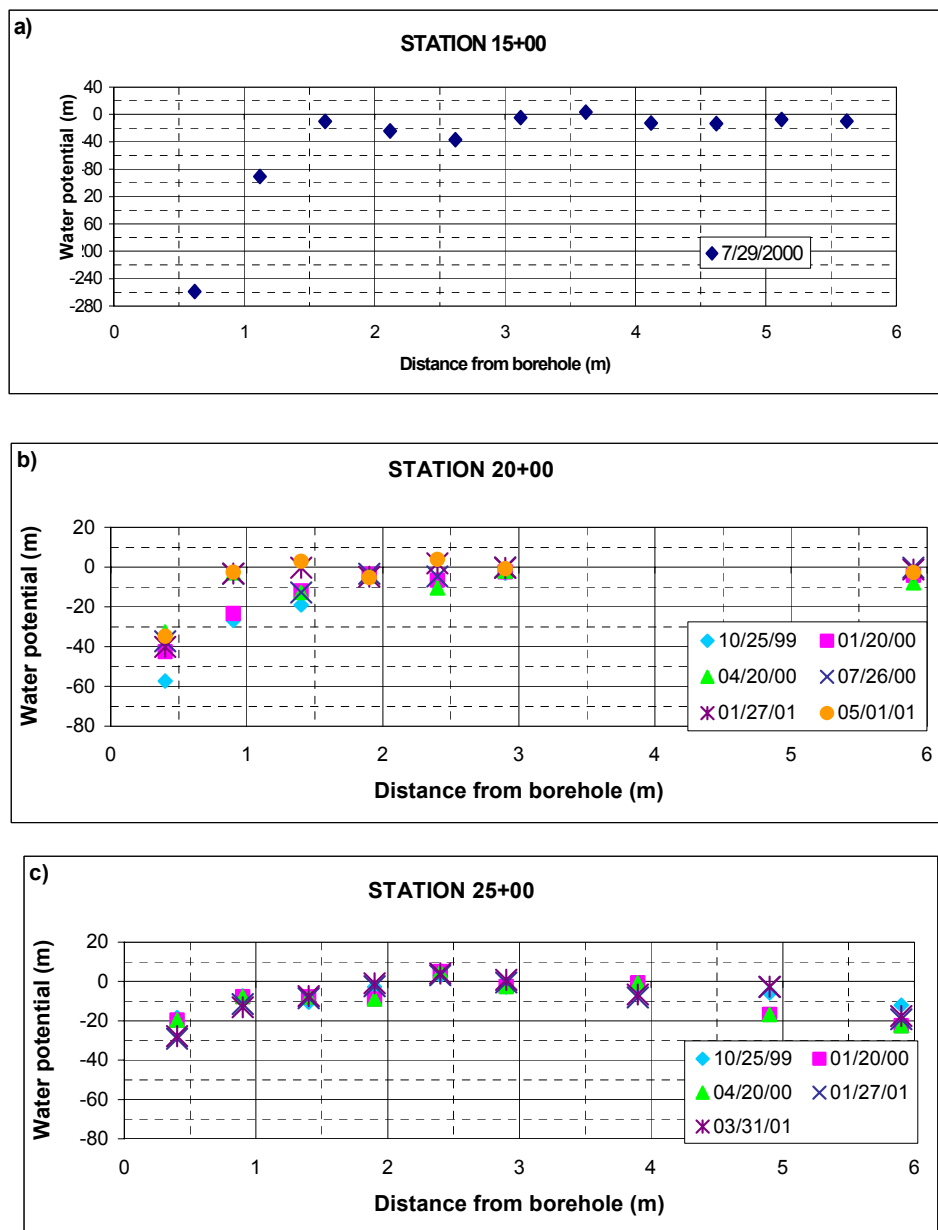 a)
STATION 15+00
Water potential (m)
40
0
-40
-80
20
60
00
-240
-280
0 1 2 3 4 5 6
7/29/2000
Distance from borehole (m)
b)
STATION 20+00
Water potential (m)
20
0
-20
-40
-60
-80
0 1 2 3 4 5 6
10/25/99 01/20/00
04/20/00 07/26/00
01/27/01 05/01/01
Distance from borehole (m)
c)
STATION 25+00
Water potential (m)
20
0
-20
-40
-60
-80
0 1 2 3 4 5 6
10/25/99 01/20/00
04/20/00 01/27/01
03/31/01
Distance from borehole (m)